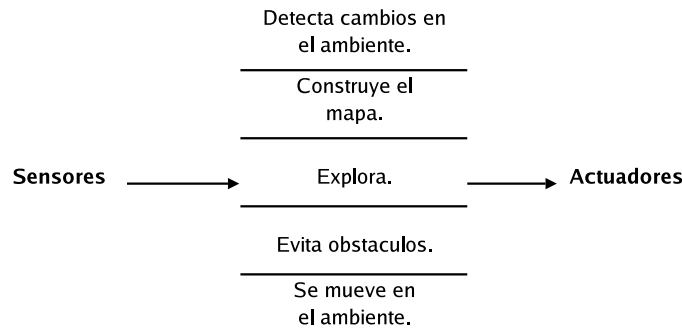 Detecta cambios en
el ambiente.
Construye el
mapa.
Sensores
Explora.
Actuadores
Evita obstaculos.
Se mueve en
el ambiente.